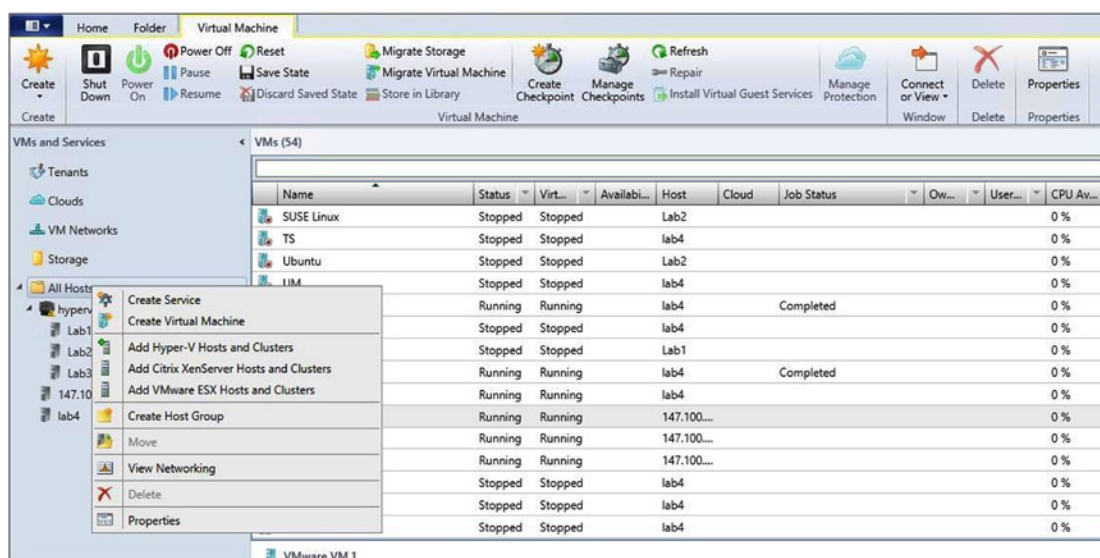 Home Folder Virtual Machine
Create
Shut Down
Power On
Power Off
Pause
Resume
Reset
Save State
Discard Saved State
Migrate Storage
Migrate Virtual Machine
Store in Library
Create Checkpoint
Manage Checkpoints
Refresh
Repair
Install Virtual Guest Services
Manage Protection
Connect or View
Delete
Properties
Create Virtual Machine Window Delete Properties
VMs and Services
Tenants
Clouds
VM Networks
Storage
All Hosts
hyperv
Lab1
Lab2
Lab3
147.10
lab4
Create Service
Create Virtual Machine
Add Hyper-V Hosts and Clusters
Add Citrix XenServer Hosts and Clusters
Add VMware ESX Hosts and Clusters
Create Host Group
Move
View Networking
Delete
Properties
VMs (54)
Name Status Virt... Availabi... Host Cloud Job Status Ow... User... CPU Av...
SUSE Linux Stopped Stopped Lab2 0 %
TS Stopped Stopped lab4 0 %
Ubuntu Stopped Stopped Lab2 0 %
UM Stopped Stopped lab4 0 %
Running Running lab4 Completed 0 %
Stopped Stopped lab4 0 %
Stopped Stopped Lab1 0 %
Running Running lab4 Completed 0 %
Running Running lab4 0 %
Running Running 147.100.... 0 %
Running Running 147.100.... 0 %
Running Running 147.100.... 0 %
Stopped Stopped lab4 0 %
Stopped Stopped lab4 0 %
Stopped Stopped lab4 0 %
VMware VM 1